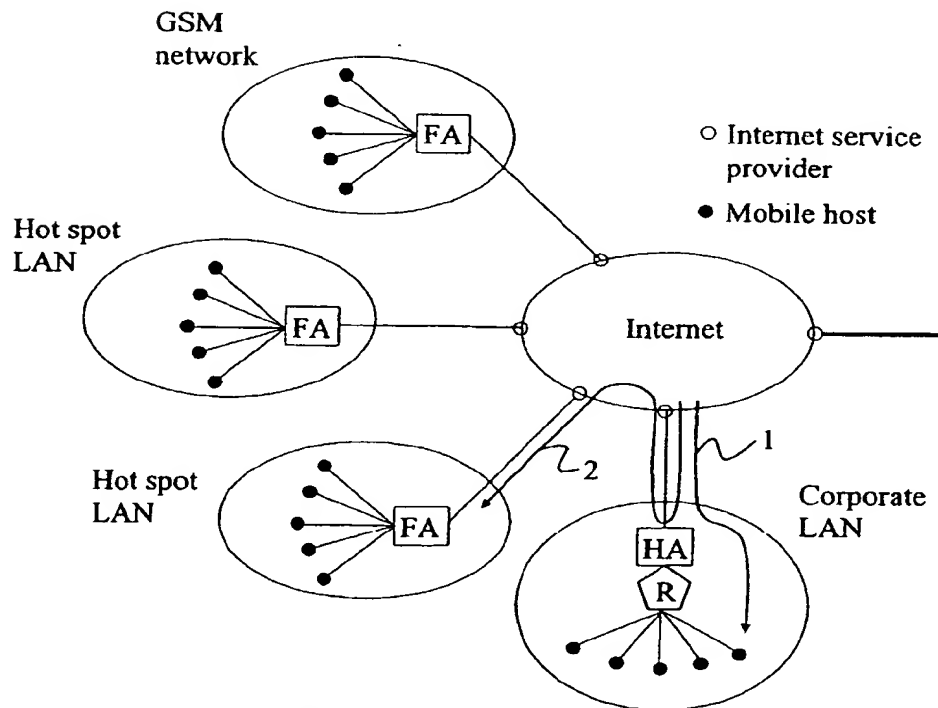 GSM
network
FA
Internet service
provider
Mobile host
Hot spot
LAN
FA
Internet
1
2
Hot spot
LAN
FA
Corporate
LAN
HA
R